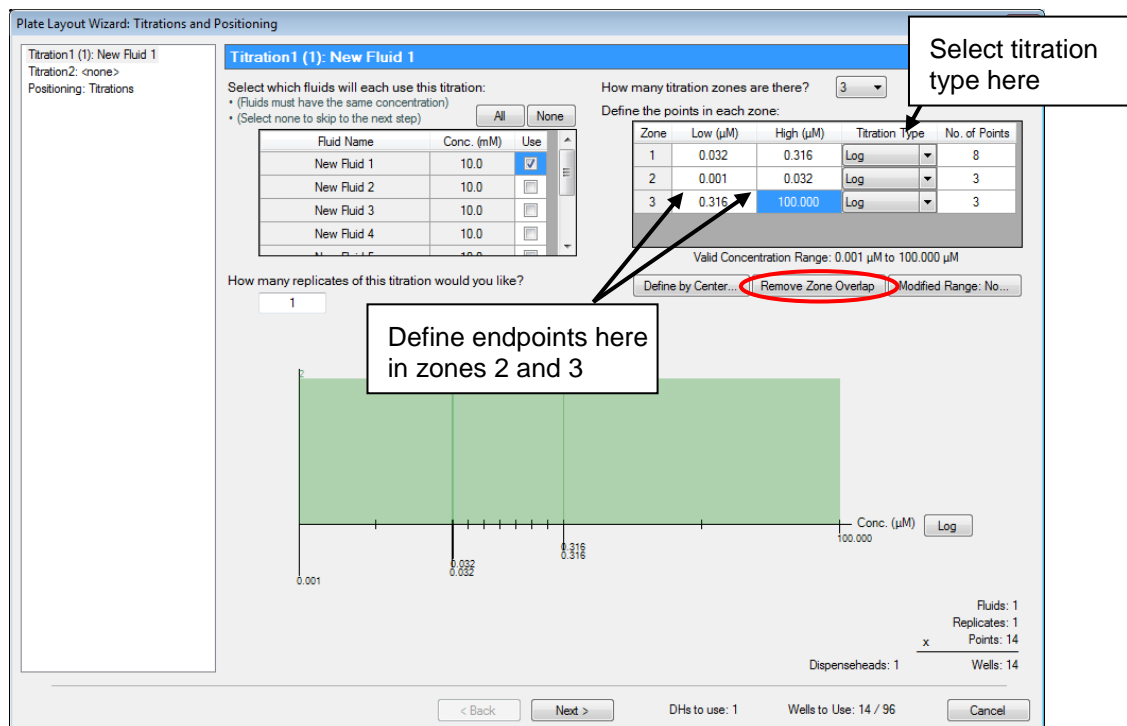 Plate Layout Wizard: Titrations and Positioning
Select titration
type here
Titration1 (1): New Fluid 1
Titration2: <none>
Positioning: Titrations
Titration1 (1): New Fluid 1
Select which fluids will each use this titration:
• (Fluids must have the same concentration)
• (Select none to skip to the next step)
All None
Fluid Name Conc. (mM) Use
New Fluid 1 10.0
New Fluid 2 10.0
New Fluid 3 10.0
New Fluid 4 10.0
How many replicates of this titration would you like?
1
How many titration zones are there? 3
Define the points in each zone:
Zone Low (µM) High (µM) Titration Type No. of Points
1 0.032 0.316 Log 8
2 0.001 0.032 Log 3
3 0.316 100.000 Log 3
Valid Concentration Range: 0.001 µM to 100.000 µM
Define by Center... Remove Zone Overlap Modified Range: No...
Define endpoints here
in zones 2 and 3
2
Conc. (µM) Log
100.000
0.316
0.316
0.032
0.032
0.001
Fluids: 1
Replicates: 1
x Points: 14
Dispenseheads: 1 Wells: 14
< Back Next > DHs to use: 1 Wells to Use: 14 / 96 Cancel